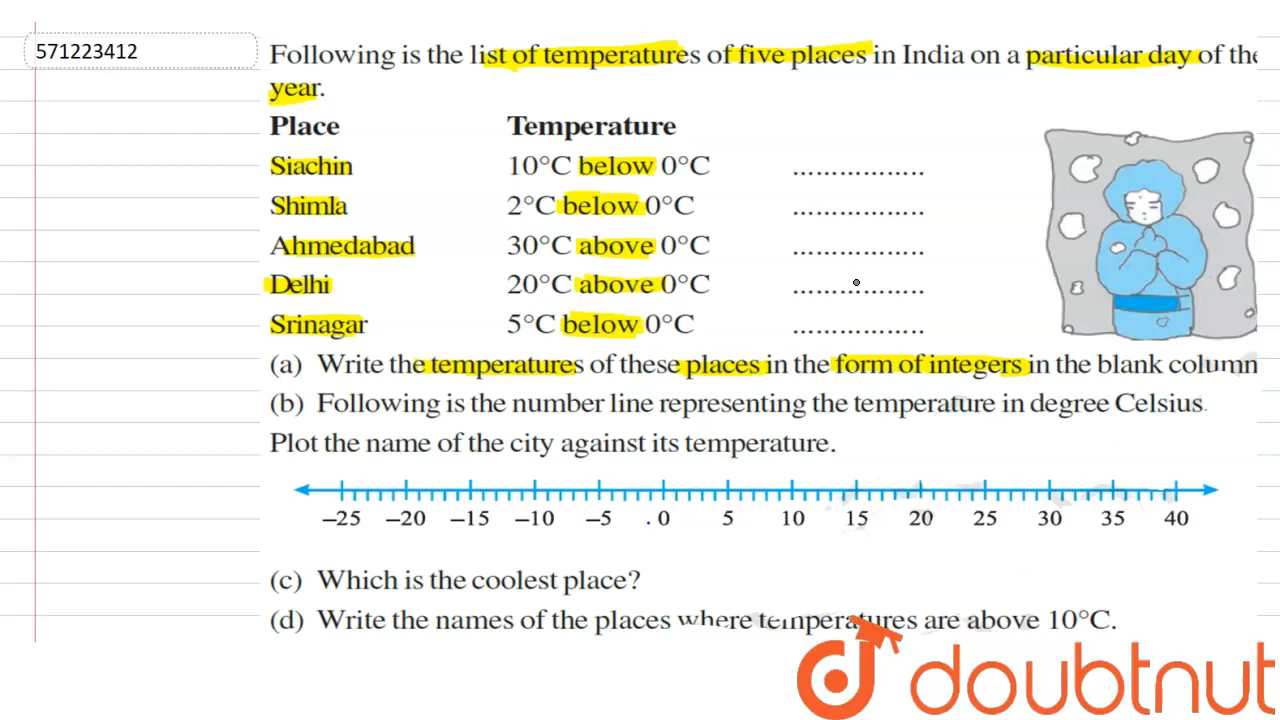 571223412
Following is the list of temperatures of five places in India on a particular day of the
year.
Place Temperature
Siachin 10°C below 0°C ..................
Shimla 2°C below 0°C ..................
Ahmedabad 30°C above 0°C ..................
Delhi 20°C above 0°C ..................
Srinagar 5°C below 0°C ..................
(a) Write the temperatures of these places in the form of integers in the blank column
(b) Following is the number line representing the temperature in degree Celsius.
Plot the name of the city against its temperature.
–25 –20 –15 –10 –5 0 5 10 15 20 25 30 35 40
(c) Which is the coolest place?
(d) Write the names of the places where temperatures are above 10°C.
doubtnut